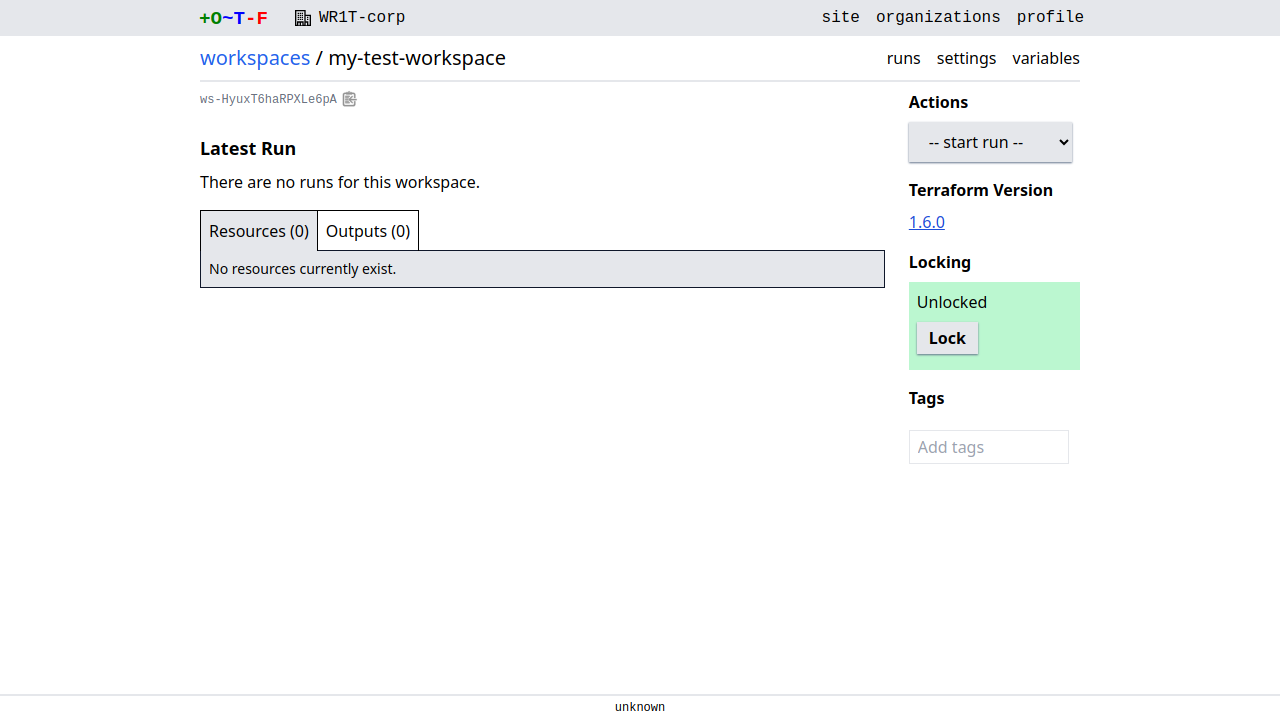 +O~T-F WR1T-corp site organizations profile
workspaces / my-test-workspace runs settings variables
ws-HyuxT6haRPXLe6pA
Actions
-- start run --
Latest Run
There are no runs for this workspace.
Terraform Version
1.6.0
Resources (0) Outputs (0)
No resources currently exist.
Locking
Unlocked
Lock
Tags
Add tags
unknown